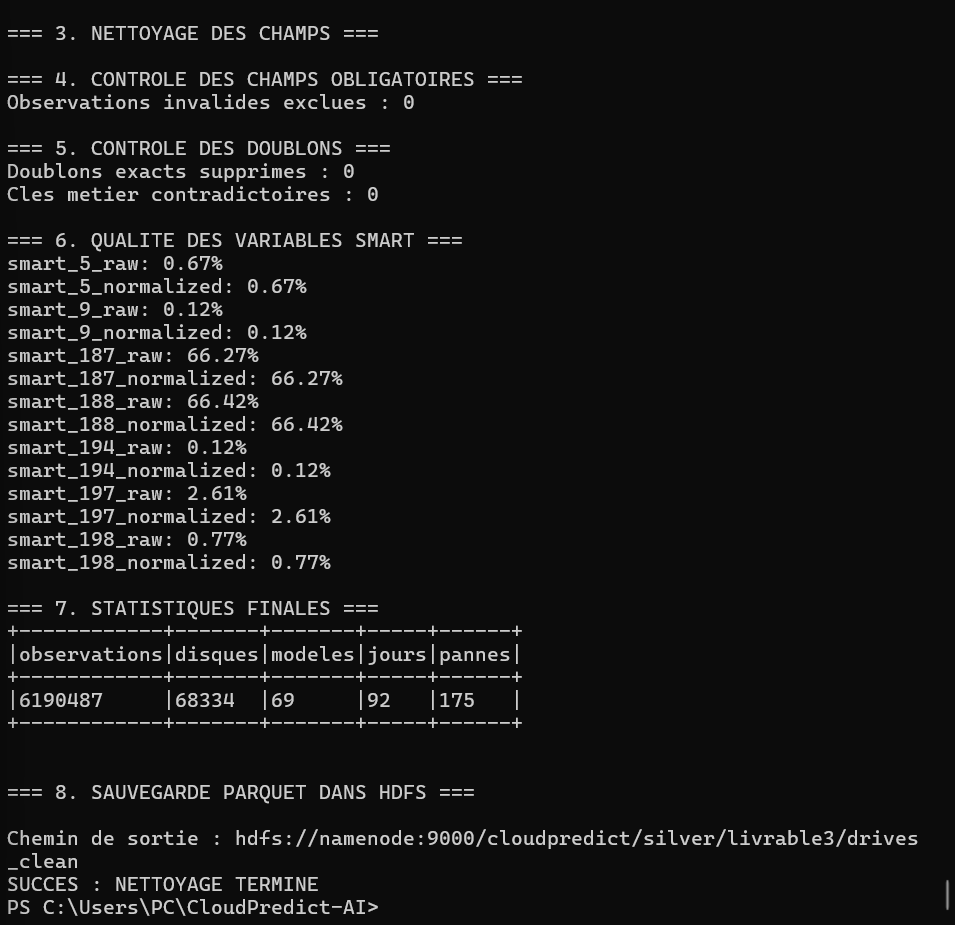 === 3. NETTOYAGE DES CHAMPS ===
=== 4. CONTROLE DES CHAMPS OBLIGATOIRES ===
Observations invalides exclues : 0
=== 5. CONTROLE DES DOUBLONS ===
Doublons exacts supprimes : 0
Cles metier contradictoires : 0
=== 6. QUALITE DES VARIABLES SMART ===
smart_5_raw: 0.67%
smart_5_normalized: 0.67%
smart_9_raw: 0.12%
smart_9_normalized: 0.12%
smart_187_raw: 66.27%
smart_187_normalized: 66.27%
smart_188_raw: 66.42%
smart_188_normalized: 66.42%
smart_194_raw: 0.12%
smart_194_normalized: 0.12%
smart_197_raw: 2.61%
smart_197_normalized: 2.61%
smart_198_raw: 0.77%
smart_198_normalized: 0.77%
=== 7. STATISTIQUES FINALES ===
+------------+-------+-------+-----+------+
|observations|disques|modeles|jours|pannes|
+------------+-------+-------+-----+------+
|6190487     |68334  |69     |92   |175   |
+------------+-------+-------+-----+------+
=== 8. SAUVEGARDE PARQUET DANS HDFS ===
Chemin de sortie : hdfs://namenode:9000/cloudpredict/silver/livrable3/drives
_clean
SUCCES : NETTOYAGE TERMINE
PS C:\Users\PC\CloudPredict-AI>